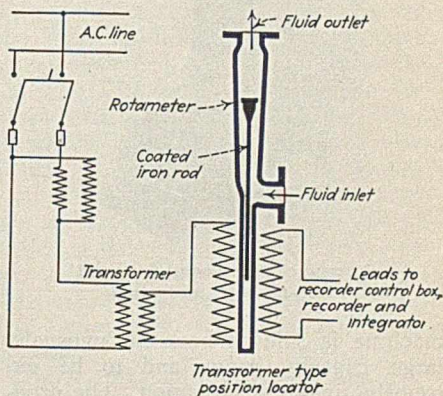 A.C. line
Fluid outlet
Rotameter
Coated
iron rod
Fluid inlet
Transformer
Leads to
recorder control box,
recorder and
integrator.
Transformer type
position locator